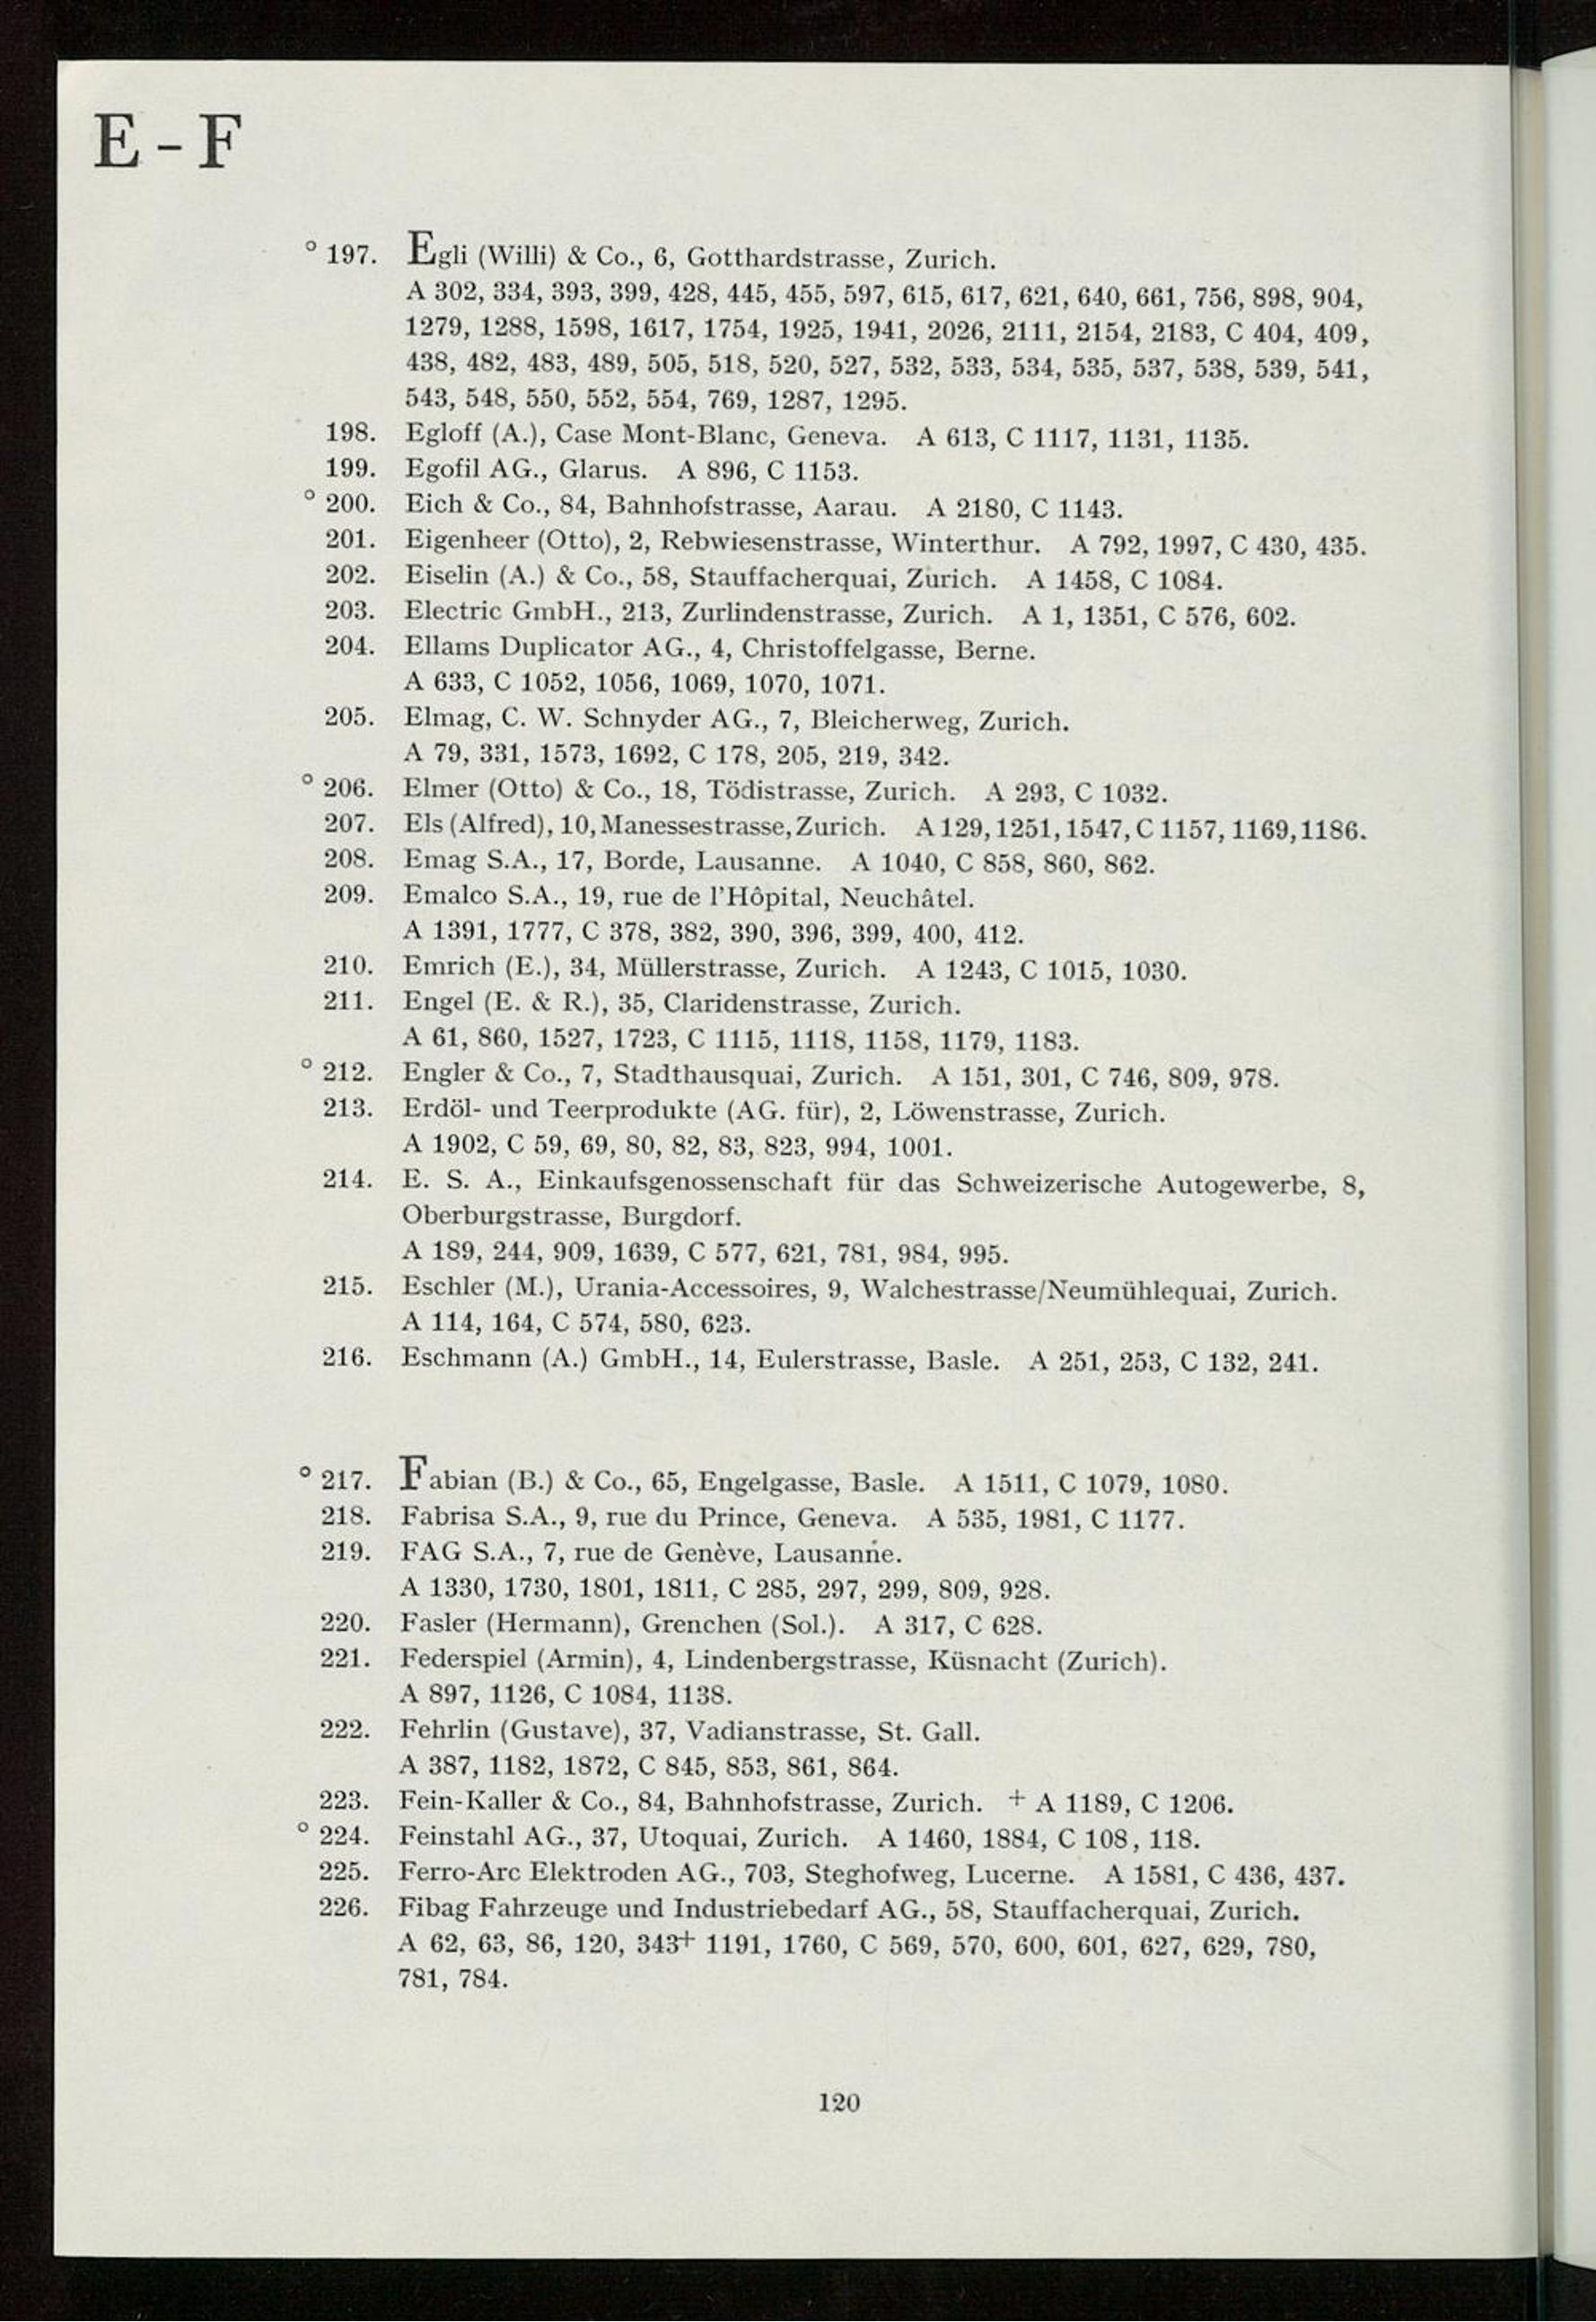 E - F
° 197. Egli (Willi) & Co., 6, Gotthardstrasse, Zurich.
A 302, 334, 393, 399, 428, 445, 455, 597, 615, 617, 621, 640, 661, 756, 898, 904,
1279, 1288, 1598, 1617, 1754, 1925, 1941, 2026, 2111, 2154, 2183, C 404, 409,
438, 482, 483, 489, 505, 518, 520, 527, 532, 533, 534, 535, 537, 538, 539, 541,
543, 548, 550, 552, 554, 769, 1287, 1295.
198. Egloff (A.), Case Mont-Blanc, Geneva. A 613, C 1117, 1131, 1135.
199. Egofil AG., Glarus. A 896, C 1153.
° 200. Eich & Co., 84, Bahnhofstrasse, Aarau. A 2180, C 1143.
201. Eigenheer (Otto), 2, Rebwiesenstrasse, Winterthur. A 792, 1997, C 430, 435.
202. Eiselin (A.) & Co., 58, Stauffacherquai, Zurich. A 1458, C 1084.
203. Electric GmbH., 213, Zurlindenstrasse, Zurich. A 1, 1351, C 576, 602.
204. Ellams Duplicator AG., 4, Christoffelgasse, Berne.
A 633, C 1052, 1056, 1069, 1070, 1071.
205. Elmag, C. W. Schnyder AG., 7, Bleicherweg, Zurich.
A 79, 331, 1573, 1692, C 178, 205, 219, 342.
° 206. Elmer (Otto) & Co., 18, Tödistrasse, Zurich. A 293, C 1032.
207. Els (Alfred), 10, Manessestrasse, Zurich. A 129, 1251, 1547, C 1157, 1169, 1186.
208. Emag S.A., 17, Borde, Lausanne. A 1040, C 858, 860, 862.
209. Emalco S.A., 19, rue de l'Hôpital, Neuchâtel.
A 1391, 1777, C 378, 382, 390, 396, 399, 400, 412.
210. Emrich (E.), 34, Müllerstrasse, Zurich. A 1243, C 1015, 1030.
211. Engel (E. & R.), 35, Claridenstrasse, Zurich.
A 61, 860, 1527, 1723, C 1115, 1118, 1158, 1179, 1183.
° 212. Engler & Co., 7, Stadthausquai, Zurich. A 151, 301, C 746, 809, 978.
213. Erdöl- und Teerprodukte (AG. für), 2, Löwenstrasse, Zurich.
A 1902, C 59, 69, 80, 82, 83, 823, 994, 1001.
214. E. S. A., Einkaufsgenossenschaft für das Schweizerische Autogewerbe, 8,
Oberburgstrasse, Burgdorf.
A 189, 244, 909, 1639, C 577, 621, 781, 984, 995.
215. Eschler (M.), Urania-Accessoires, 9, Walchestrasse/Neumühlequai, Zurich.
A 114, 164, C 574, 580, 623.
216. Eschmann (A.) GmbH., 14, Eulerstrasse, Basle. A 251, 253, C 132, 241.
° 217. Fabian (B.) & Co., 65, Engelgasse, Basle. A 1511, C 1079, 1080.
218. Fabrisa S.A., 9, rue du Prince, Geneva. A 535, 1981, C 1177.
219. FAG S.A., 7, rue de Genève, Lausanne.
A 1330, 1730, 1801, 1811, C 285, 297, 299, 809, 928.
220. Fasler (Hermann), Grenchen (Sol.). A 317, C 628.
221. Federspiel (Armin), 4, Lindenbergstrasse, Küsnacht (Zurich).
A 897, 1126, C 1084, 1138.
222. Fehrlin (Gustave), 37, Vadianstrasse, St. Gall.
A 387, 1182, 1872, C 845, 853, 861, 864.
223. Fein-Kaller & Co., 84, Bahnhofstrasse, Zurich. + A 1189, C 1206.
° 224. Feinstahl AG., 37, Utoquai, Zurich. A 1460, 1884, C 108, 118.
225. Ferro-Arc Elektroden AG., 703, Steghofweg, Lucerne. A 1581, C 436, 437.
226. Fibag Fahrzeuge und Industriebedarf AG., 58, Stauffacherquai, Zurich.
A 62, 63, 86, 120, 343+ 1191, 1760, C 569, 570, 600, 601, 627, 629, 780,
781, 784.
120